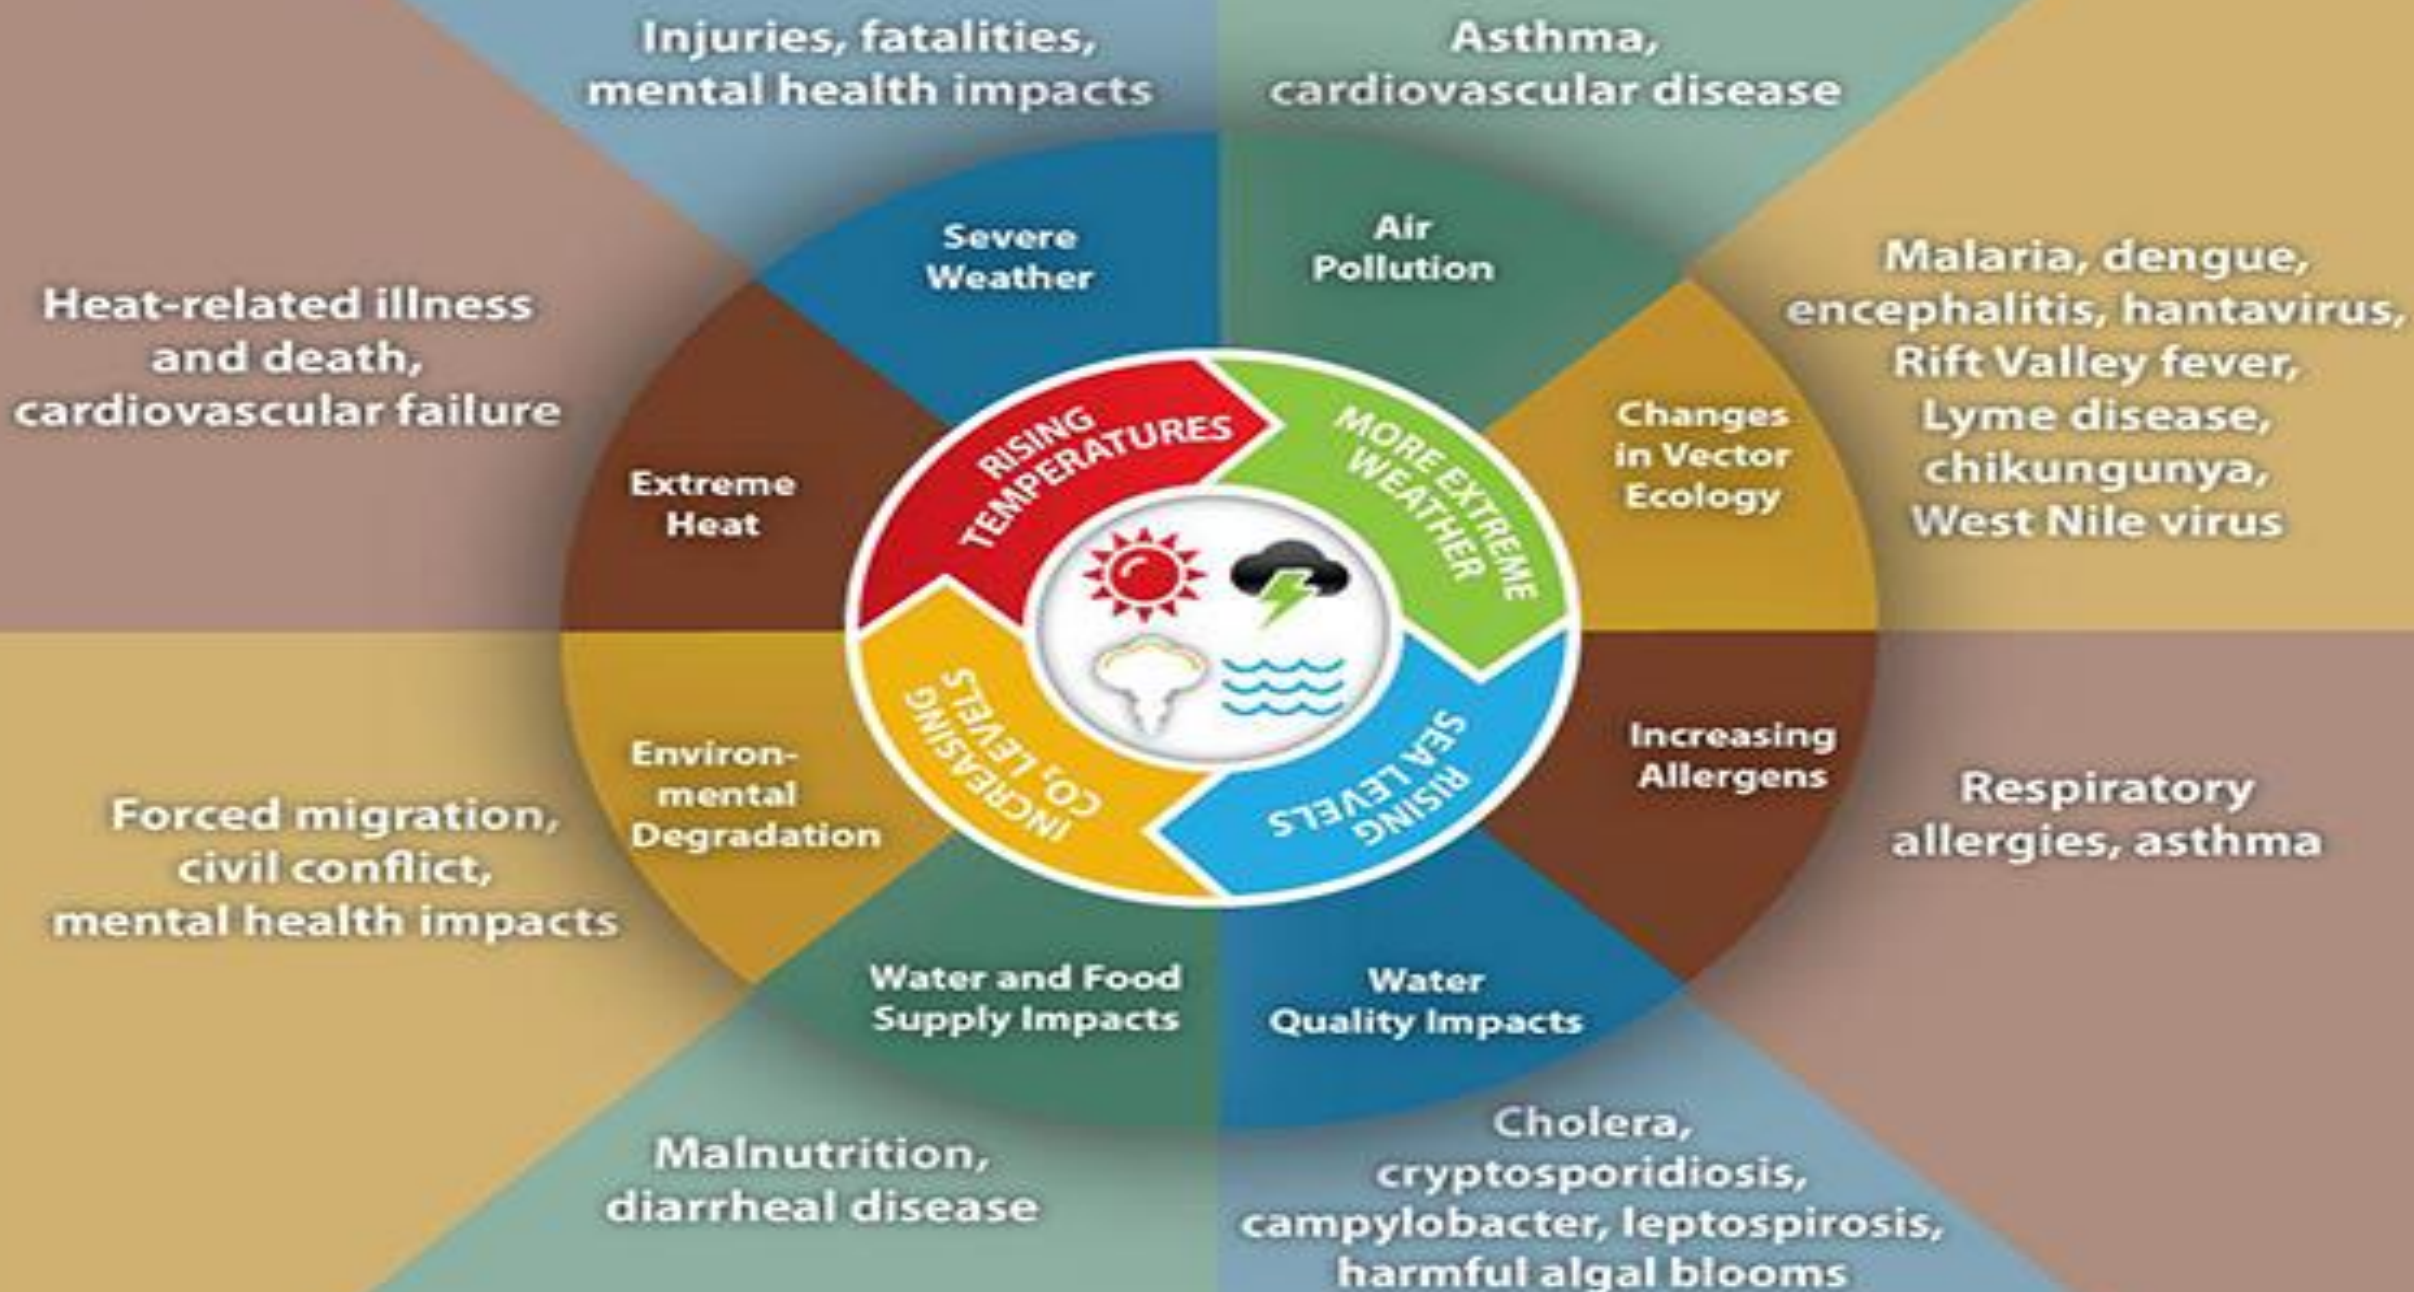 Injuries, fatalities,
mental health impacts
Asthma,
cardiovascular disease
Malaria, dengue,
encephalitis, hantavirus,
Rift Valley fever,
Lyme disease,
chikungunya,
West Nile virus
Respiratory
allergies, asthma
Cholera,
cryptosporidiosis,
campylobacter, leptospirosis,
harmful algal blooms
Malnutrition,
diarrheal disease
Forced migration,
civil conflict,
mental health impacts
Heat-related illness
and death,
cardiovascular failure
Severe
Weather
Air
Pollution
Changes
in Vector
Ecology
Increasing
Allergens
Water
Quality Impacts
Water and Food
Supply Impacts
Environ-
mental
Degradation
Extreme
Heat
RISING
TEMPERATURES
MORE EXTREME
WEATHER
RISING
SEA LEVELS
INCREASING
CO₂ LEVELS